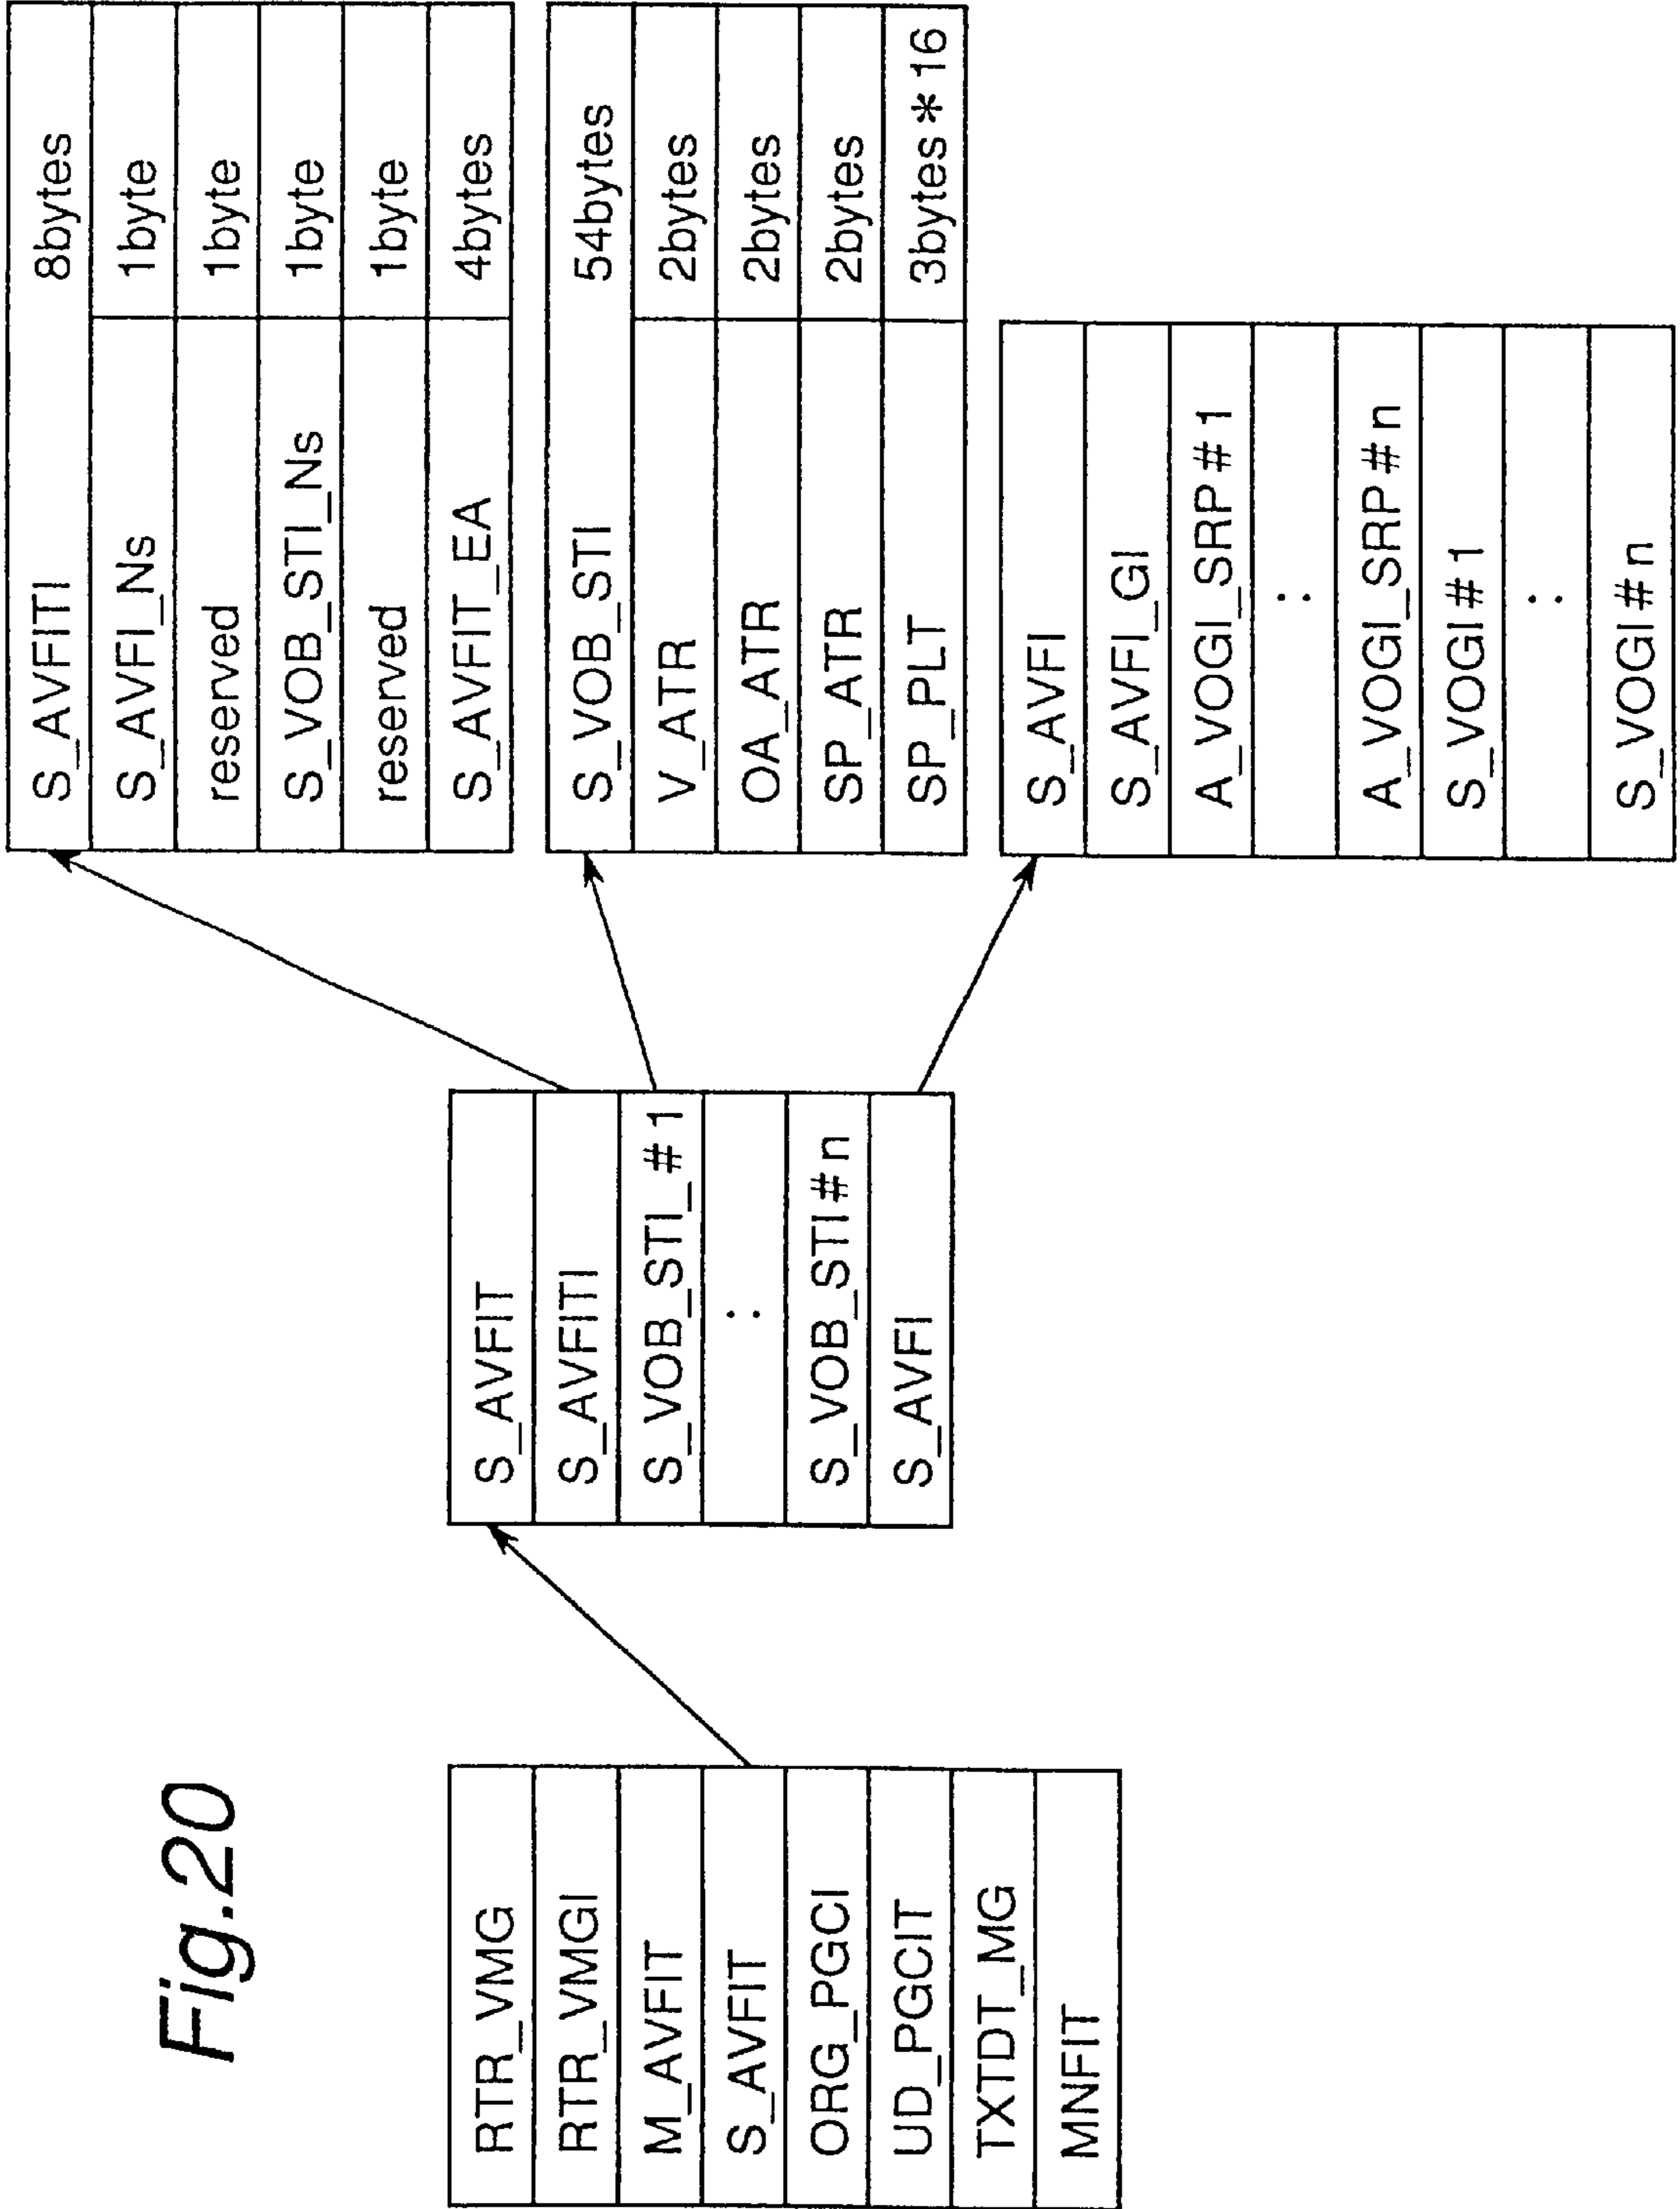 Fig.20
RTR_VMG
RTR_VMGI
M_AVFIT
S_AVFIT
ORG_PGCI
UD_PGCIT
TXTDT_MG
MNFIT
S_AVFIT
S_AVFITI
S_VOB_STI_#1
:
S_VOB_STI#n
S_AVFI
S_AVFITI 8bytes
S_AVFI_Ns 1byte
reserved 1byte
S_VOB_STI_Ns 1byte
reserved 1byte
S_AVFIT_EA 4bytes
S_VOB_STI 54bytes
V_ATR 2bytes
OA_ATR 2bytes
SP_ATR 2bytes
SP_PLT 3bytes*16
S_AVFI
S_AVFI_GI
A_VOGI_SRP#1
:
A_VOGI_SRP#n
S_VOGI#1
:
S_VOGI#n